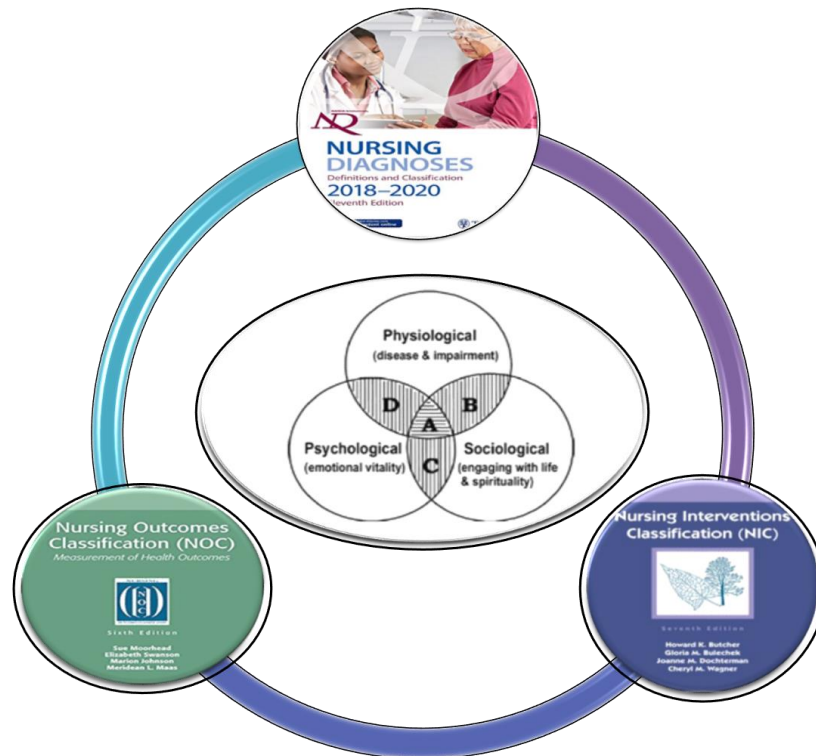 NURSING
DIAGNOSES
Definitions and Classification
2018–2020
Eleventh Edition
Physiological
(disease & impairment)
D
B
A
Psychological
(emotional vitality)
Sociological
(engaging with life
& spirituality)
C
Nursing Outcomes
Classification (NOC)
Measurement of Health Outcomes
NOC
Sixth Edition
Sue Moorhead
Elizabeth Swanson
Marion Johnson
Meridean L. Maas
Nursing Interventions
Classification (NIC)
Seventh Edition
Howard K. Butcher
Gloria M. Bulechek
Joanne M. Dochterman
Cheryl M. Wagner